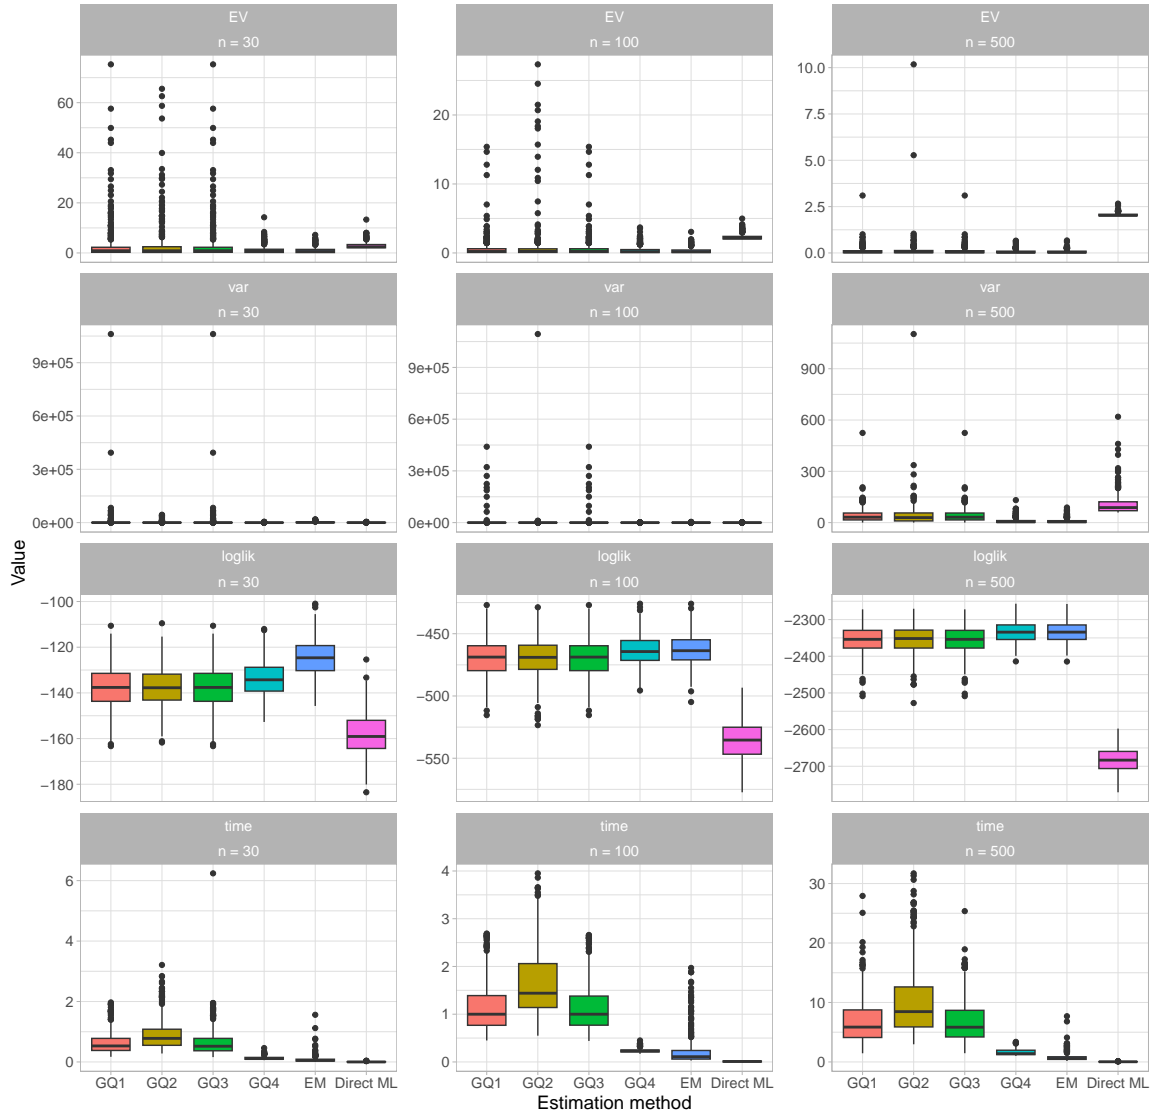 EV
n = 30
EV
n = 100
EV
n = 500
60
40
20
0
20
10
0
10.0
7.5
5.0
2.5
0.0
var
n = 30
var
n = 100
var
n = 500
9e+05
6e+05
3e+05
0e+00
9e+05
6e+05
3e+05
0e+00
900
600
300
0
loglik
n = 30
loglik
n = 100
loglik
n = 500
−100
−120
−140
−160
−180
−450
−500
−550
−2300
−2400
−2500
−2600
−2700
time
n = 30
time
n = 100
time
n = 500
6
4
2
0
4
3
2
1
0
30
20
10
0
GQ1 GQ2 GQ3 GQ4 EM Direct ML
GQ1 GQ2 GQ3 GQ4 EM Direct ML
GQ1 GQ2 GQ3 GQ4 EM Direct ML
Value
Estimation method